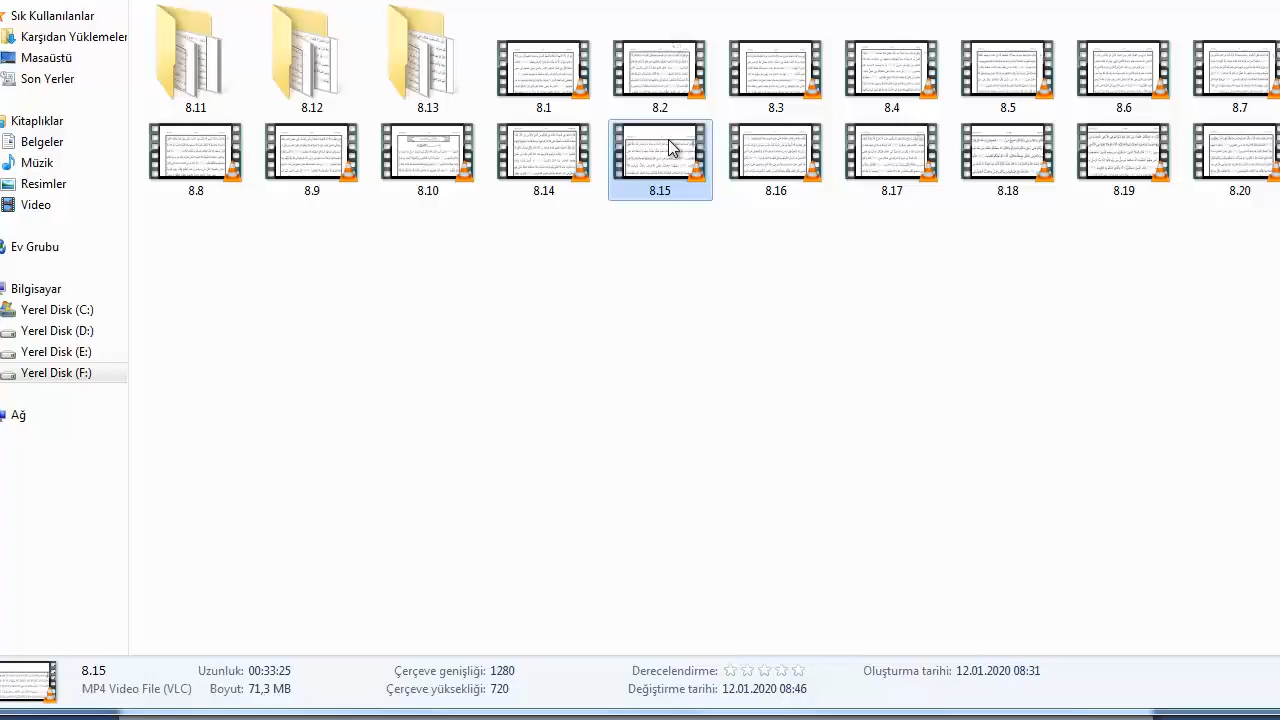 Sık Kullanılanlar
Karşıdan Yüklemeler
Masaüstü
Son Yerler
Kitaplıklar
Belgeler
Müzik
Resimler
Video
Ev Grubu
Bilgisayar
Yerel Disk (C:)
Yerel Disk (D:)
Yerel Disk (E:)
Yerel Disk (F:)
Ağ
8.11 8.12 8.1 8.2 8.3 8.4 8.5 8.6 8.7
8.8 8.9 8.10 8.14 8.15 8.16 8.17 8.18 8.19 8.20
8.15 Uzunluk: 00:33:25 Çerçeve genişliği: 1280 Derecelendirme: Oluşturma tarihi: 12.01.2020 08:31
MP4 Video File Boyut: 71,3 MB Çerçeve yüksekliği: 720 Değiştirme tarihi: 12.01.2020 08:46